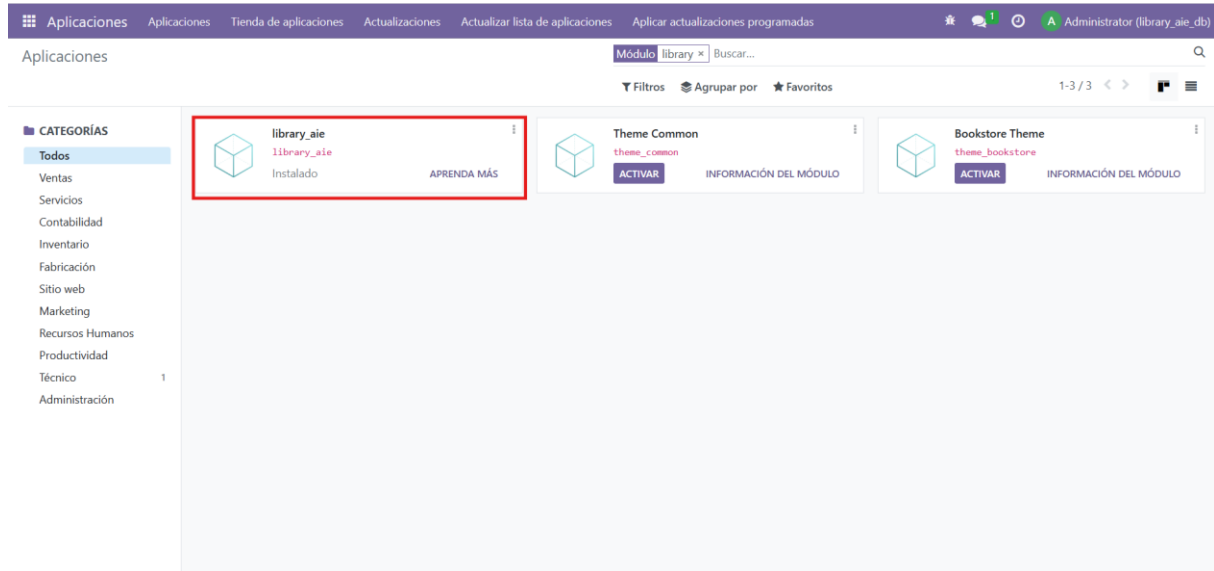 Aplicaciones Aplicaciones Tienda de aplicaciones Actualizaciones Actualizar lista de aplicaciones Aplicar actualizaciones programadas 1 A Administrator (library_aie_db)
Aplicaciones Módulo library × Buscar...
Filtros Agrupar por Favoritos 1-3 / 3
CATEGORÍAS
Todos
Ventas
Servicios
Contabilidad
Inventario
Fabricación
Sitio web
Marketing
Recursos Humanos
Productividad
Técnico 1
Administración
library_aie
library_aie
Instalado APRENDA MÁS
Theme Common
theme_common
ACTIVAR INFORMACIÓN DEL MÓDULO
Bookstore Theme
theme_bookstore
ACTIVAR INFORMACIÓN DEL MÓDULO